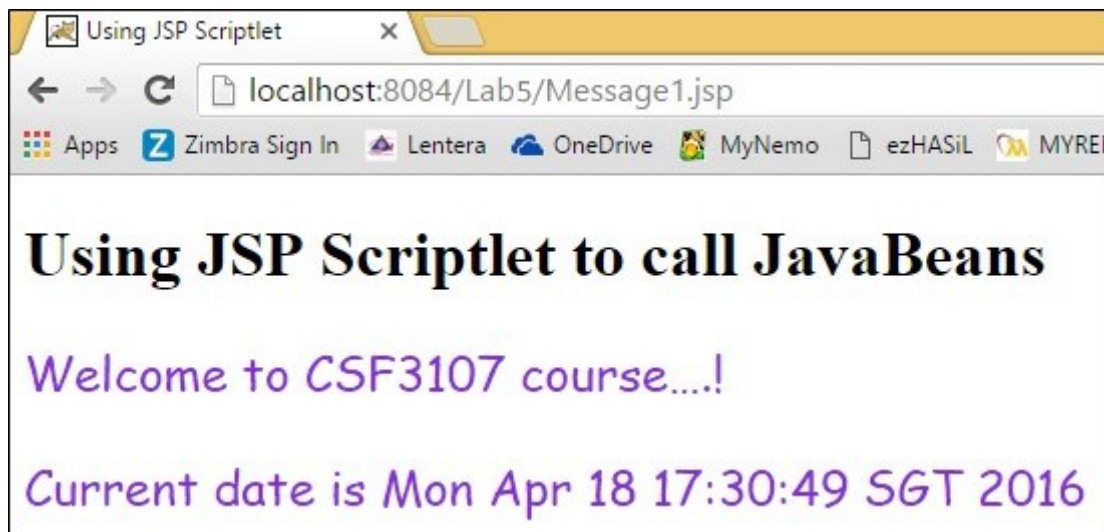 Using JSP Scriptlet
localhost:8084/Lab5/Message1.jsp
Apps Zimbra Sign In Lentera OneDrive MyNemo ezHASiL
Using JSP Scriptlet to call JavaBeans
Welcome to CSF3107 course....!
Current date is Mon Apr 18 17:30:49 SGT 2016